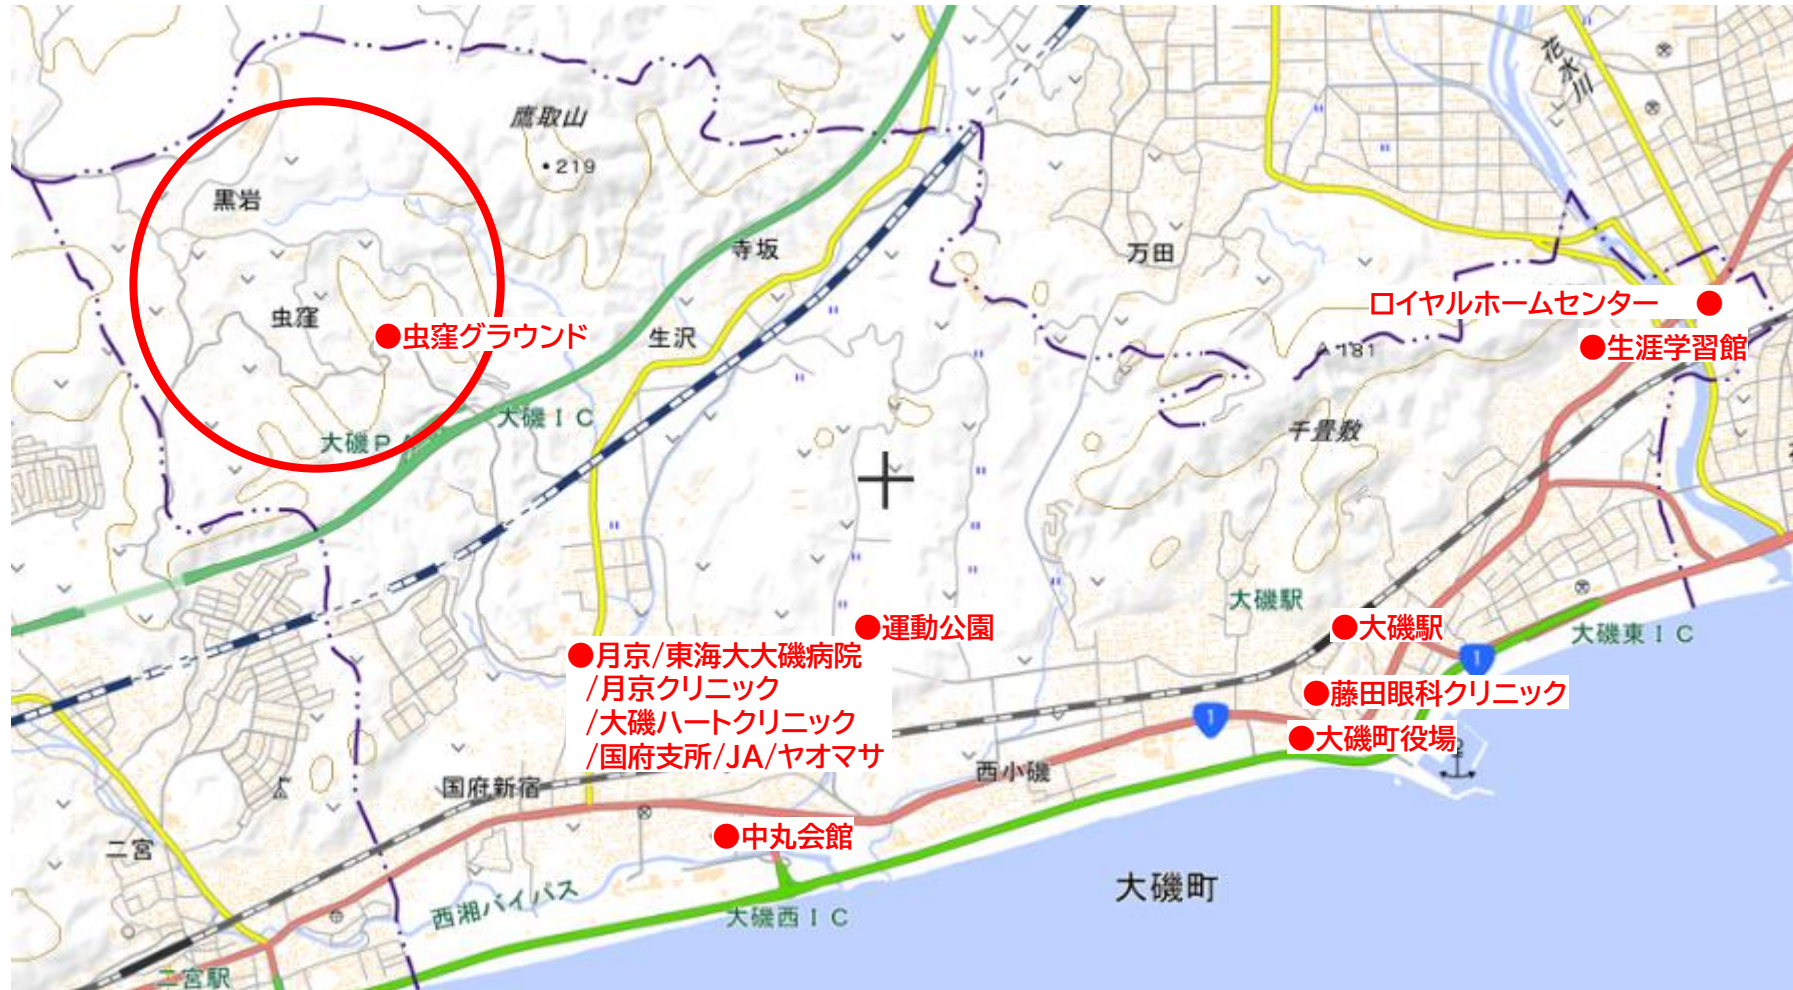 花水川
鷹取山
219
黒岩
寺坂
万田
虫窪
●虫窪グラウンド
生沢
ロイヤルホームセンター ●
181
●生涯学習館
大磯IC
大磯PA
千畳敷
大磯駅
●運動公園
●大磯駅
大磯東IC
●月京/東海大大磯病院
/月京クリニック
/大磯ハートクリニック
/国府支所/JA/ヤオマサ
1
●藤田眼科クリニック
1
●大磯町役場
西小磯
国府新宿
●中丸会館
二宮
大磯町
西湘バイパス
大磯西IC
二宮駅